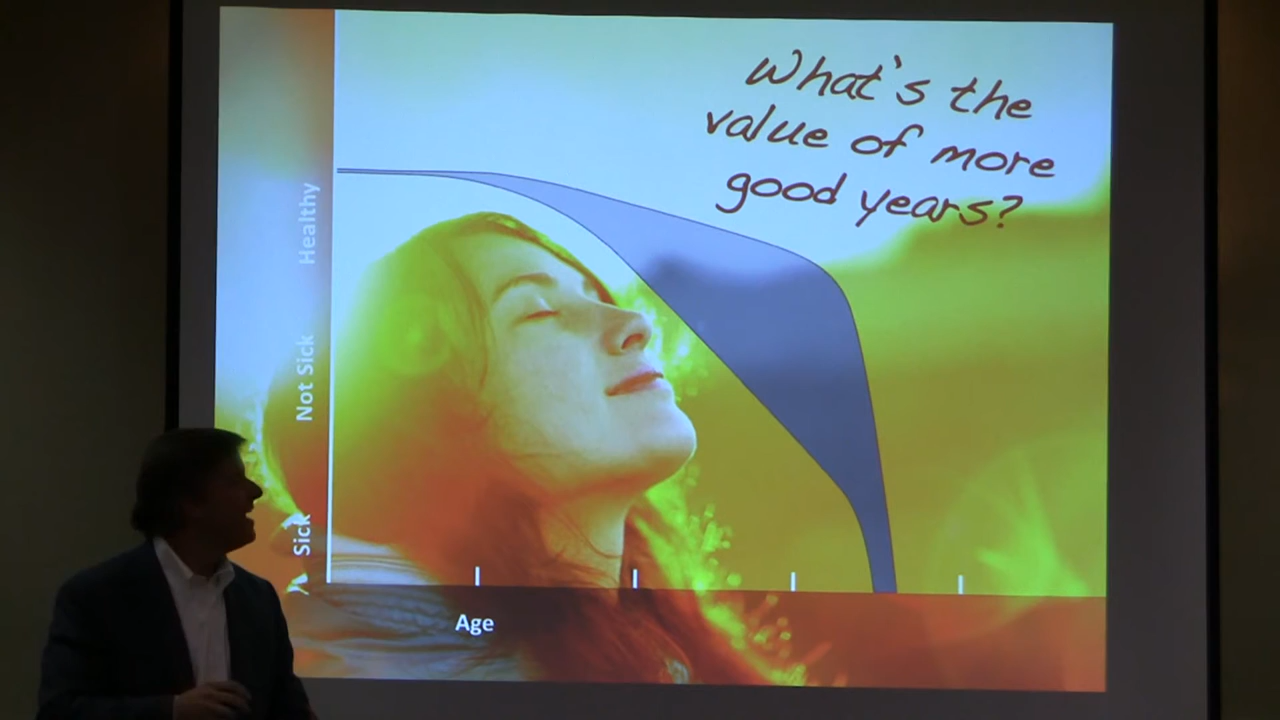 What's the
value of more
good years?
Healthy
Not Sick
Sick
Age